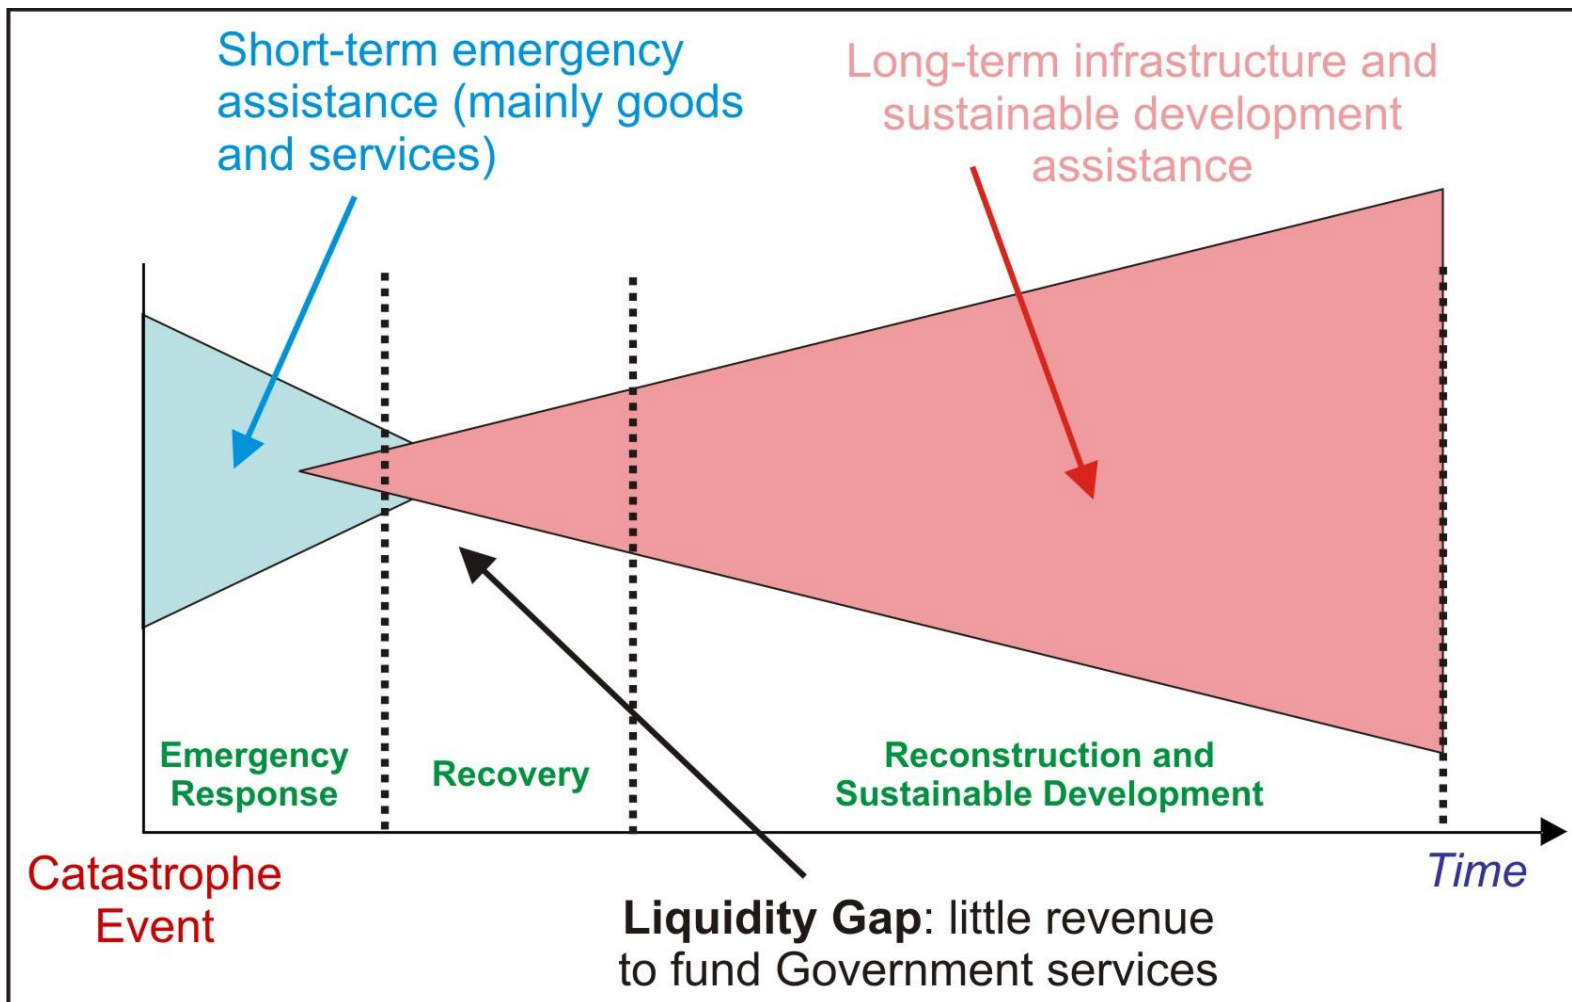 Short-term emergency
assistance (mainly goods
and services)
Long-term infrastructure and
sustainable development
assistance
Emergency
Response
Recovery
Reconstruction and
Sustainable Development
Catastrophe
Event
Time
Liquidity Gap: little revenue
to fund Government services